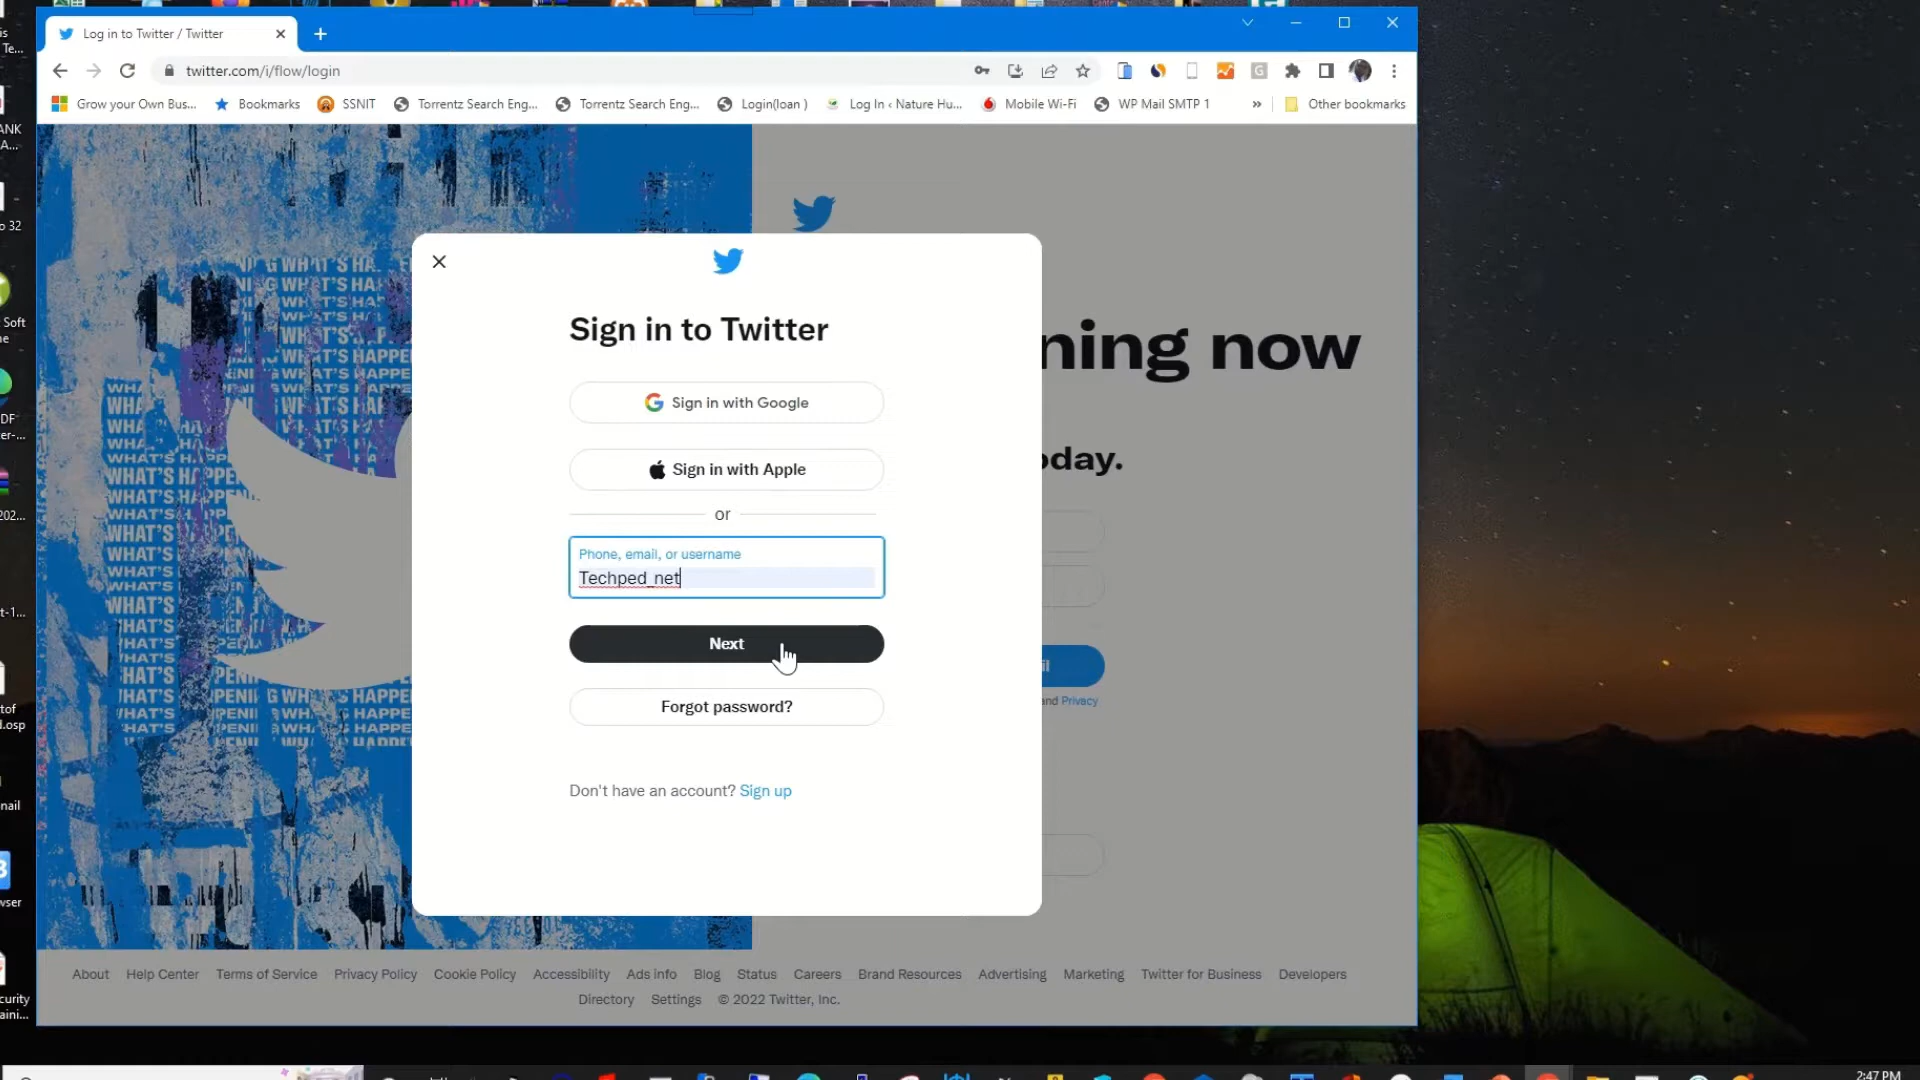 Log in to Twitter / Twitter
twitter.com/i/flow/login
Grow your Own Bus...
Bookmarks
SSNIT
Torrentz Search Eng...
Torrentz Search Eng...
Login(loan )
Log In ‹ Nature Hu...
Mobile Wi-Fi
WP Mail SMTP 1
»
Other bookmarks
Sign in to Twitter
Sign in with Google
Sign in with Apple
or
Phone, email, or username
Techped_net
Next
Forgot password?
Don't have an account? Sign up
ning now
oday.
and Privacy
WHAT'S HAPPENING
About Help Center Terms of Service Privacy Policy Cookie Policy Accessibility Ads info Blog Status Careers Brand Resources Advertising Marketing Twitter for Business Developers
Directory Settings © 2022 Twitter, Inc.
2:47 PM